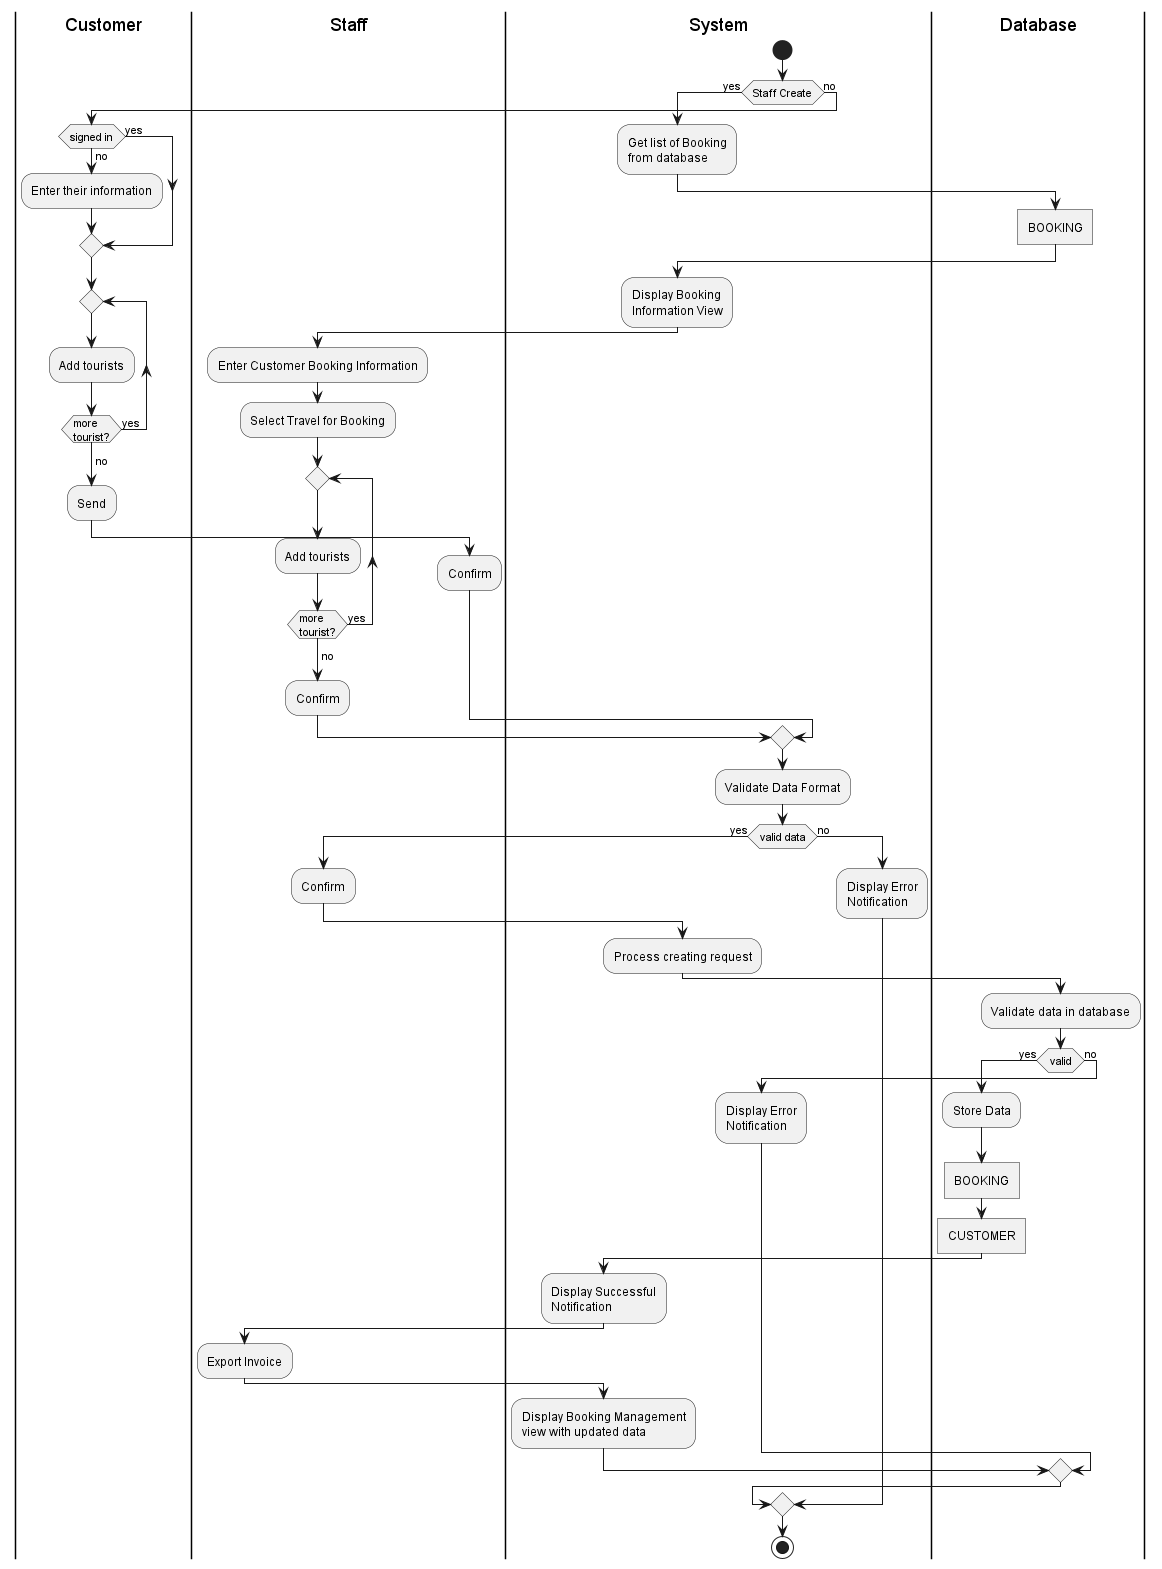 Customer
Staff
System
Database
yes
Staff Create
no
signed in
yes
no
Enter their information
Get list of Booking
from database
BOOKING
Display Booking
Information View
Enter Customer Booking Information
Select Travel for Booking
Add tourists
more
tourist?
yes
no
Send
Add tourists
Confirm
more
tourist?
yes
no
Confirm
Validate Data Format
yes
valid data
no
Confirm
Display Error
Notification
Process creating request
Validate data in database
yes
valid
no
Display Error
Notification
Store Data
BOOKING
CUSTOMER
Display Successful
Notification
Export Invoice
Display Booking Management
view with updated data